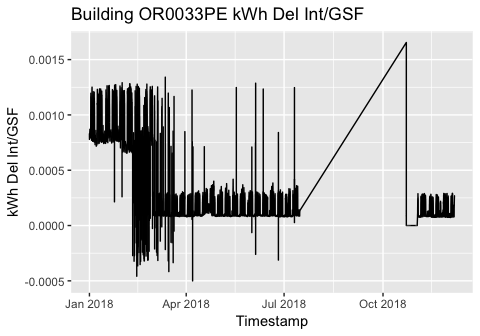 Building OR0033PE kWh Del Int/GSF
kWh Del Int/GSF
0.0015
0.0010
0.0005
0.0000
-0.0005
Jan 2018 Apr 2018 Jul 2018 Oct 2018
Timestamp